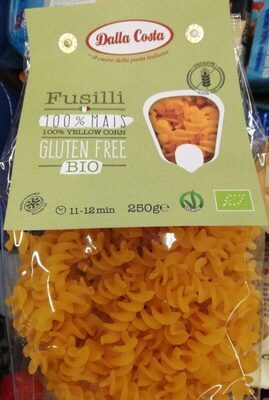 Dalla Costa
...il cuore della pasta italiana
Fusilli
100% MAIS
100% YELLOW CORN
GLUTEN FREE
BIO
11-12 min
250g e